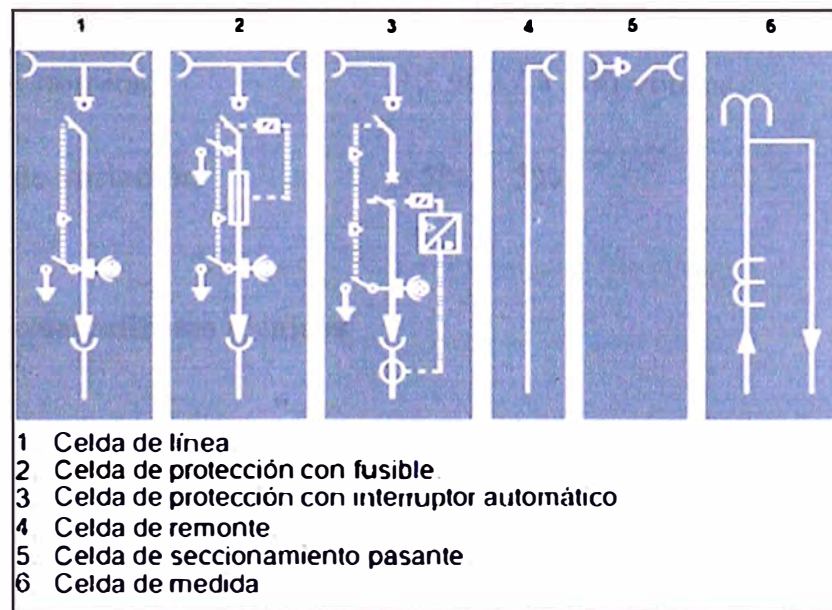 1 2 3 4 5 6
1 Celda de línea
2 Celda de protección con fusible
3 Celda de protección con interruptor automático
4 Celda de remonte
5 Celda de seccionamiento pasante
6 Celda de medida